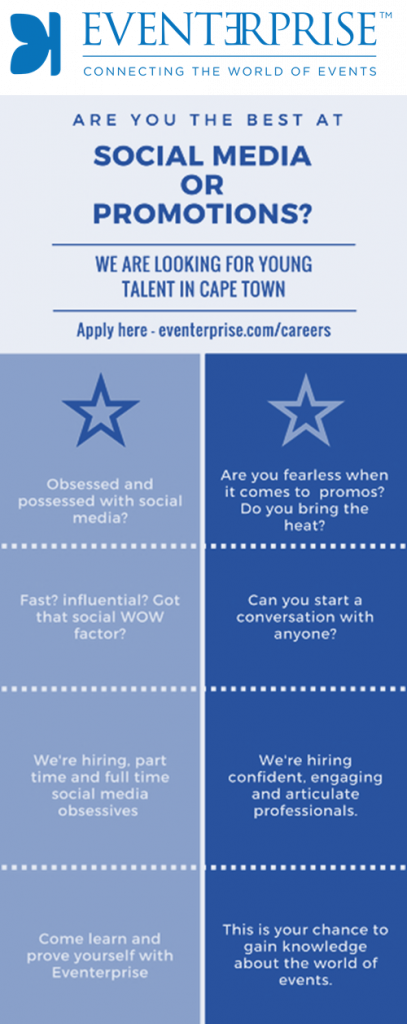 EVENTERPRISE™
CONNECTING THE WORLD OF EVENTS
ARE YOU THE BEST AT
SOCIAL MEDIA
OR
PROMOTIONS?
WE ARE LOOKING FOR YOUNG
TALENT IN CAPE TOWN
Apply here - eventerprise.com/careers
Obsessed and
possessed with social
media?
Fast? influential? Got
that social WOW
factor?
We're hiring, part
time and full time
social media
obsessives
Come learn and
prove yourself with
Eventerprise
Are you fearless when
it comes to promos?
Do you bring the
heat?
Can you start a
conversation with
anyone?
We're hiring
confident, engaging
and articulate
professionals.
This is your chance to
gain knowledge
about the world of
events.